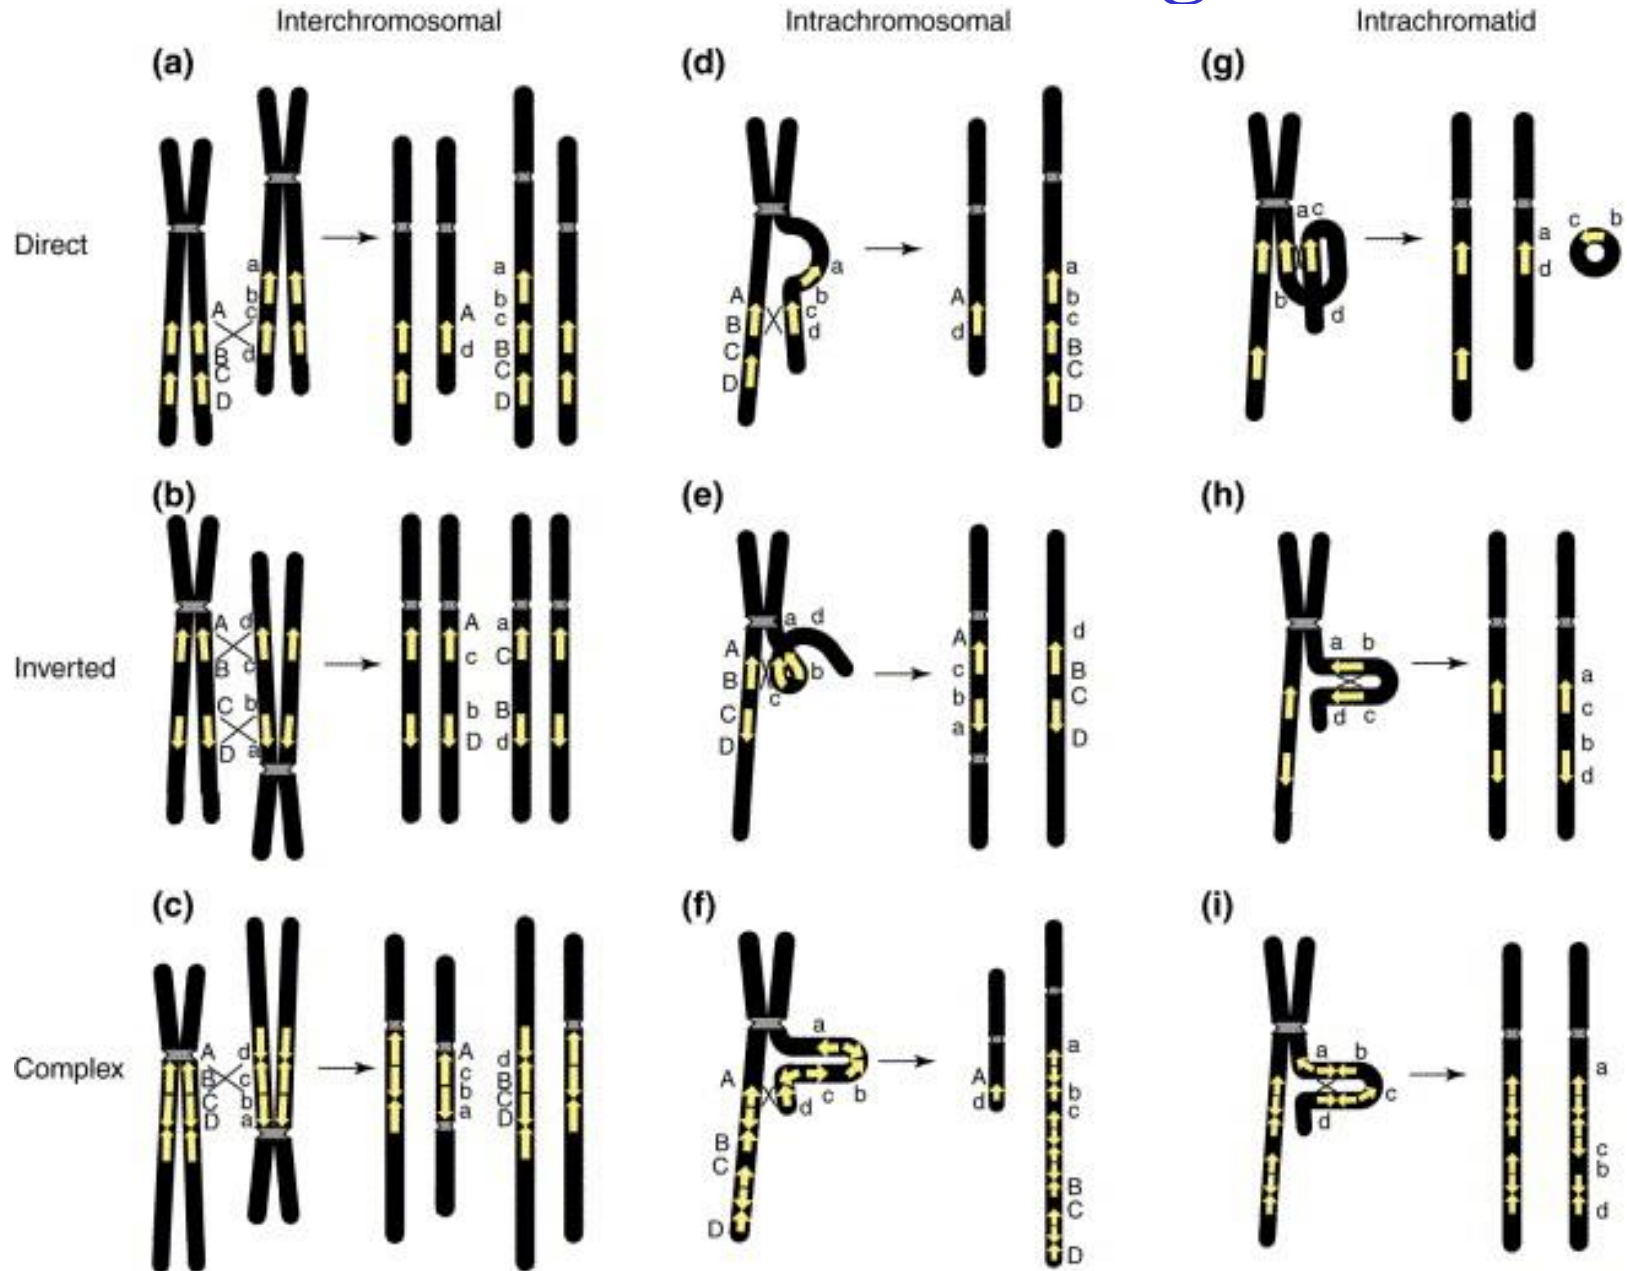 Interchromosomal
Intrachromosomal
Intrachromatid
Direct
(a)
a
b
A c
B d
C
D
A
d
a
b
c
B
C
D
(d)
a
A b
B c
C d
D
A
d
a
b
c
B
C
D
(g)
a c
b d
a
d
c b
Inverted
(b)
A d
B c
C b
D a
A
c
b
D
a
C
B
d
(e)
a d
A
B b
C c
D
A
c
b
a
d
B
C
D
(h)
a b
d c
a
c
b
d
Complex
(c)
A d
B c
C b
D a
A
c
b
a
d
B
C
D
(f)
a
A
d c b
B
C
D
A
d
a
b
c
B
C
D
(i)
a b
c
d
a
c
b
d